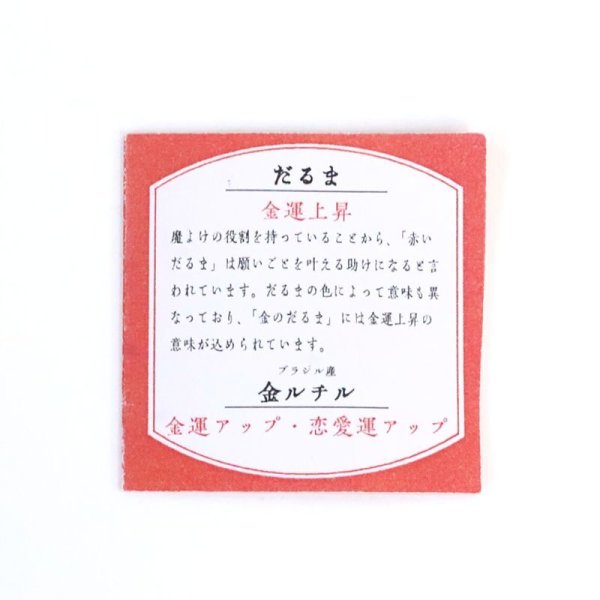 だるま
金運上昇
魔よけの役割を持っていることから、「赤い
だるま」は願いごとを叶える助けになると言
われています。だるまの色によって意味も異
なっており、「金のだるま」には金運上昇の
意味が込められています。
ブラジル産
金ルチル
金運アップ・恋愛運アップ